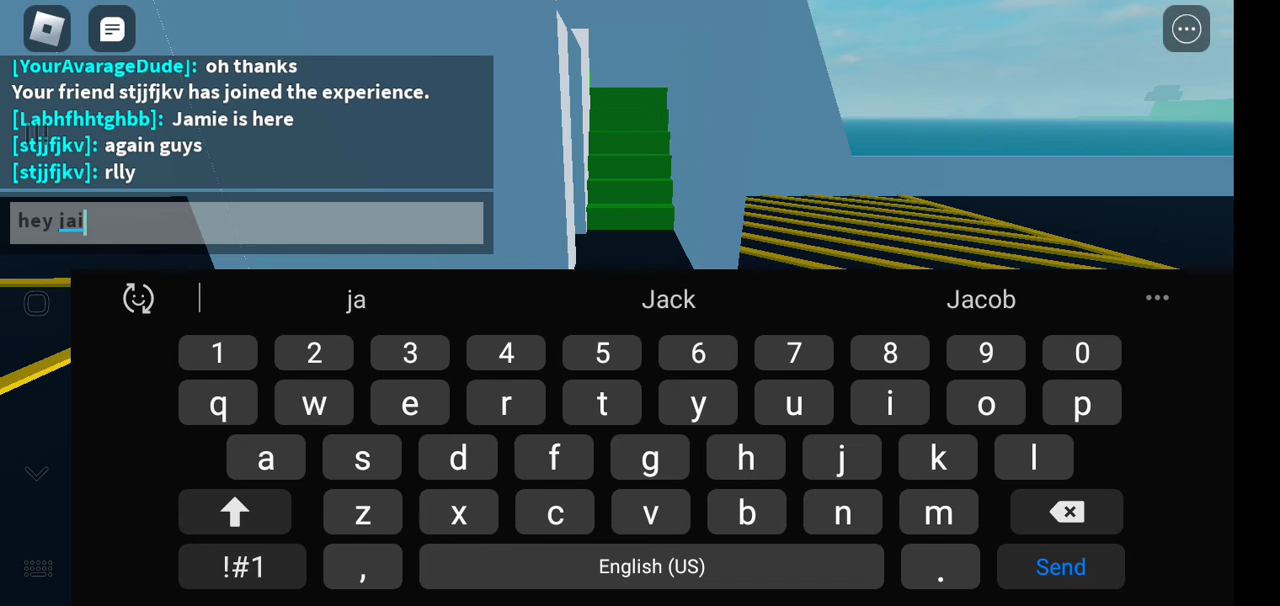 [YourAvarageDude]: oh thanks
Your friend stjjfjkv has joined the experience.
[Labhfhhtghbb]: Jamie is here
[stjjfjkv]: again guys
[stjjfjkv]: rlly
hey jai
ja Jack Jacob
1 2 3 4 5 6 7 8 9 0
q w e r t y u i o p
a s d f g h j k l
z x c v b n m
!#1 , English (US) . Send